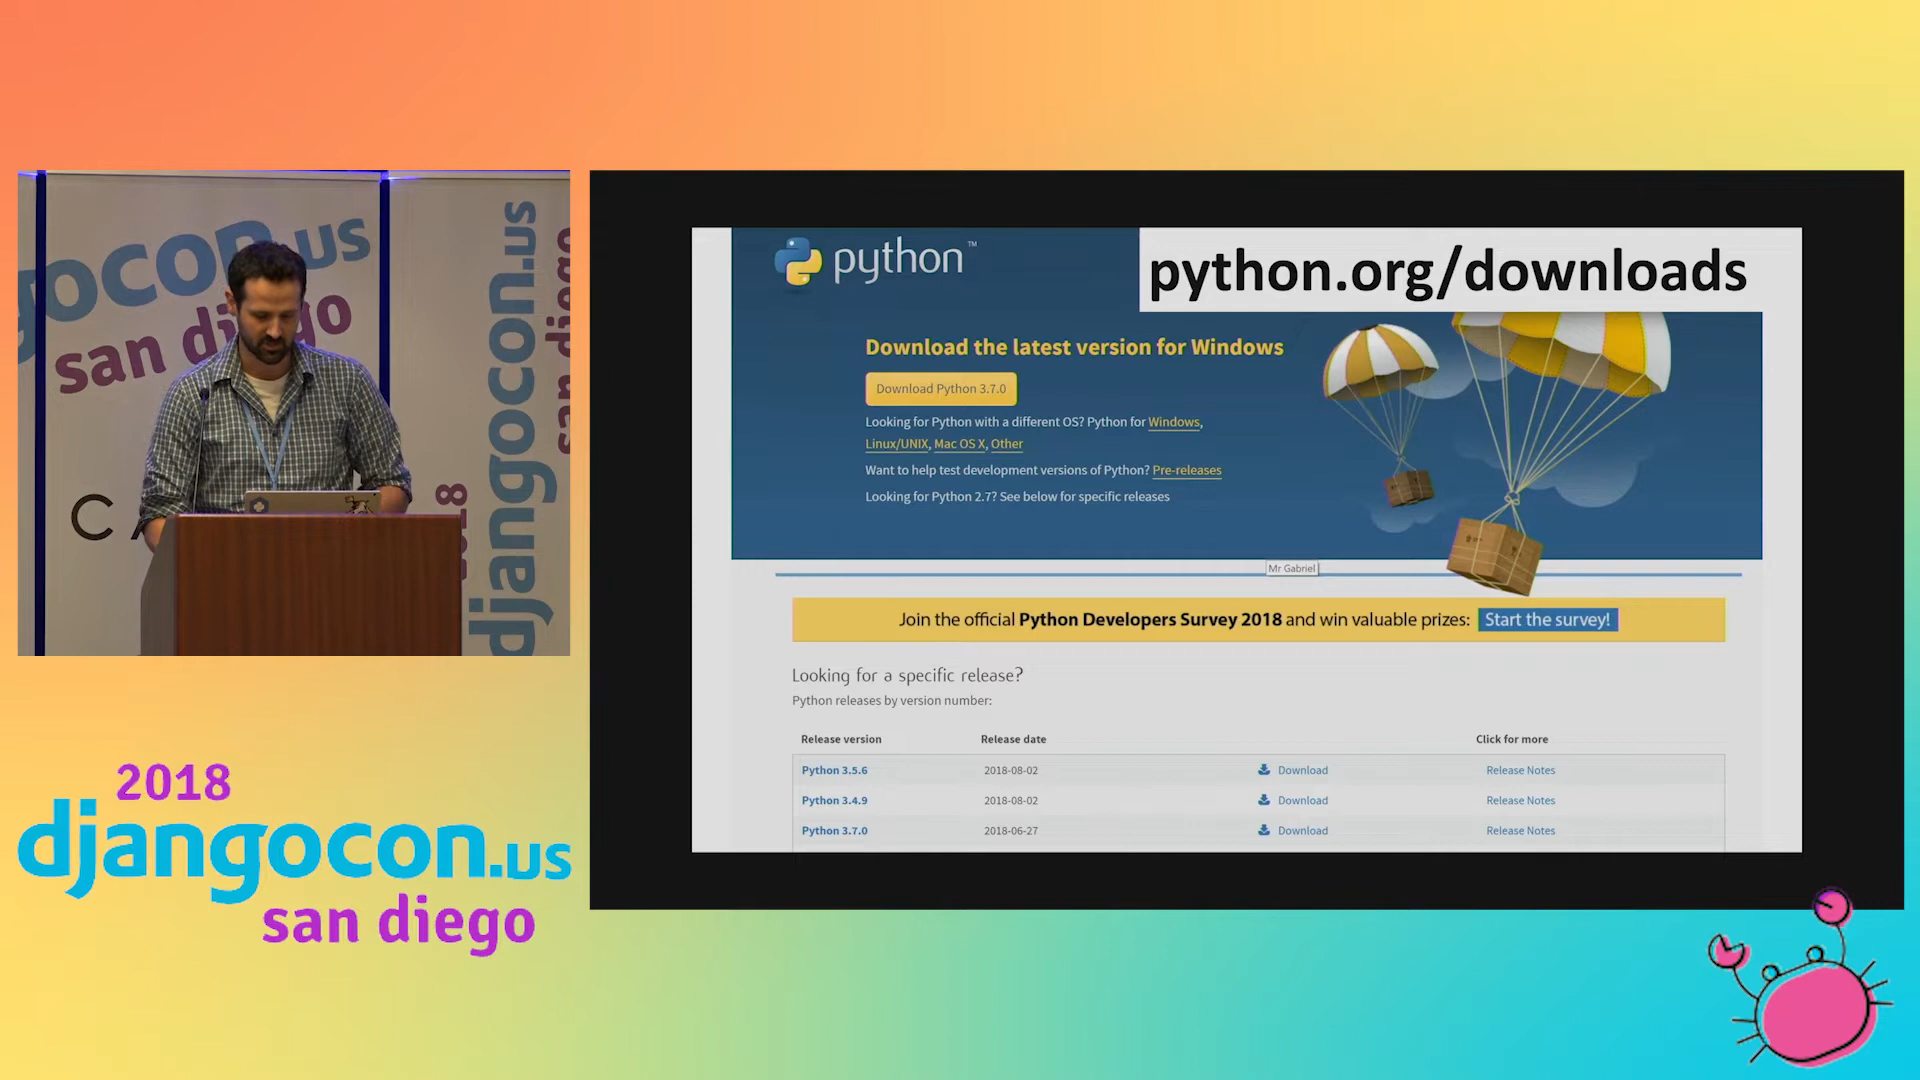 djangocon.us
san diego
2018
djangocon.us
san diego
2018
djangocon.us
san diego
python™
python.org/downloads
Download the latest version for Windows
Download Python 3.7.0
Looking for Python with a different OS? Python for Windows,
Linux/UNIX, Mac OS X, Other
Want to help test development versions of Python? Pre-releases
Looking for Python 2.7? See below for specific releases
Mr Gabriel
Join the official Python Developers Survey 2018 and win valuable prizes: Start the survey!
Looking for a specific release?
Python releases by version number:
Release version Release date Click for more
Python 3.5.6 2018-08-02 Download Release Notes
Python 3.4.9 2018-08-02 Download Release Notes
Python 3.7.0 2018-06-27 Download Release Notes